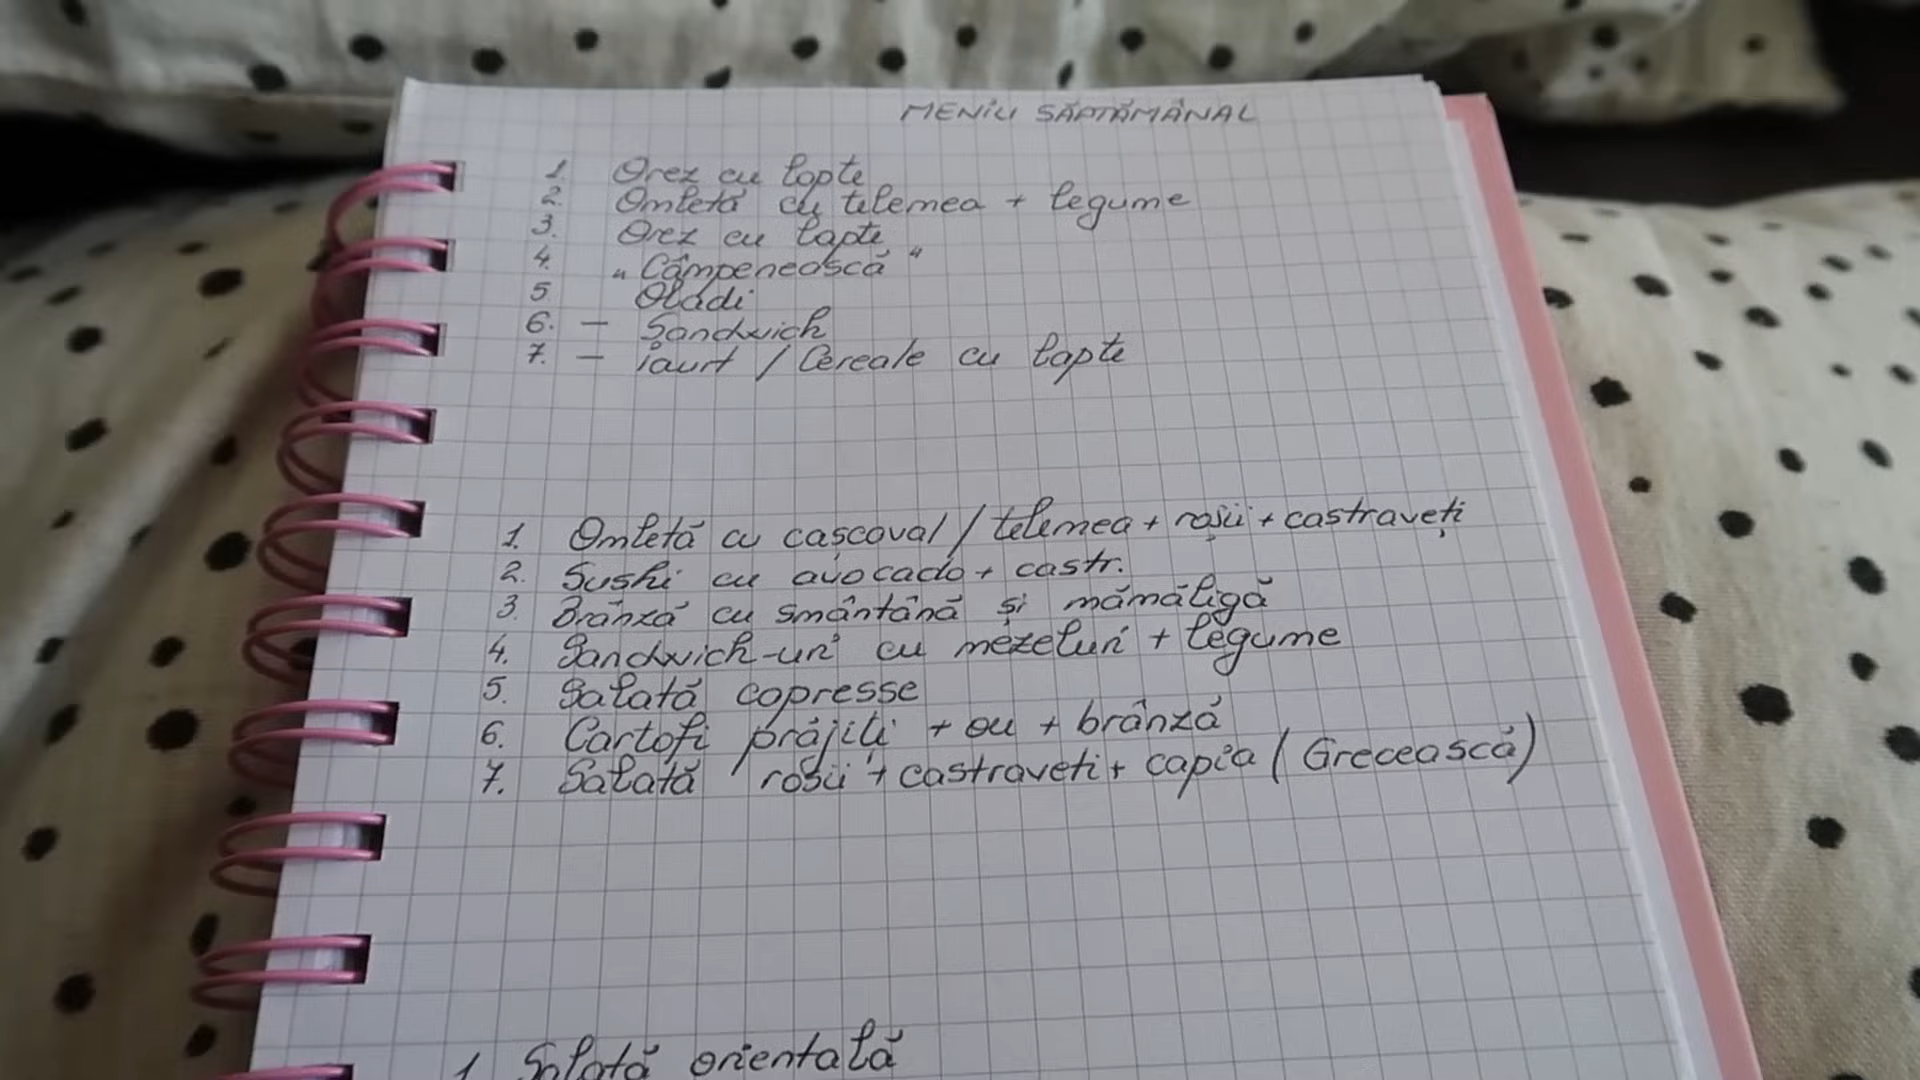 MENIU SĂPTĂMÂNAL
1. Orez cu lapte
2. Omletă cu telemea + legume
3. Orez cu lapte
4. „Câmpenească"
5. Oladi
6. — Sandwich
7. — iaurt / Cereale cu lapte
1. Omletă cu cașcoval / telemea + roșii + castraveți
2. Sushi cu avocado + castr.
3. Brânză cu smântână și mămăligă
4. Sandwich-uri cu mezeluri + legume
5. Salată copresse
6. Cartofi prăjiți + ou + brânză
7. Salată roșii + castraveti + capia (Grecească)
1. Salată orientală